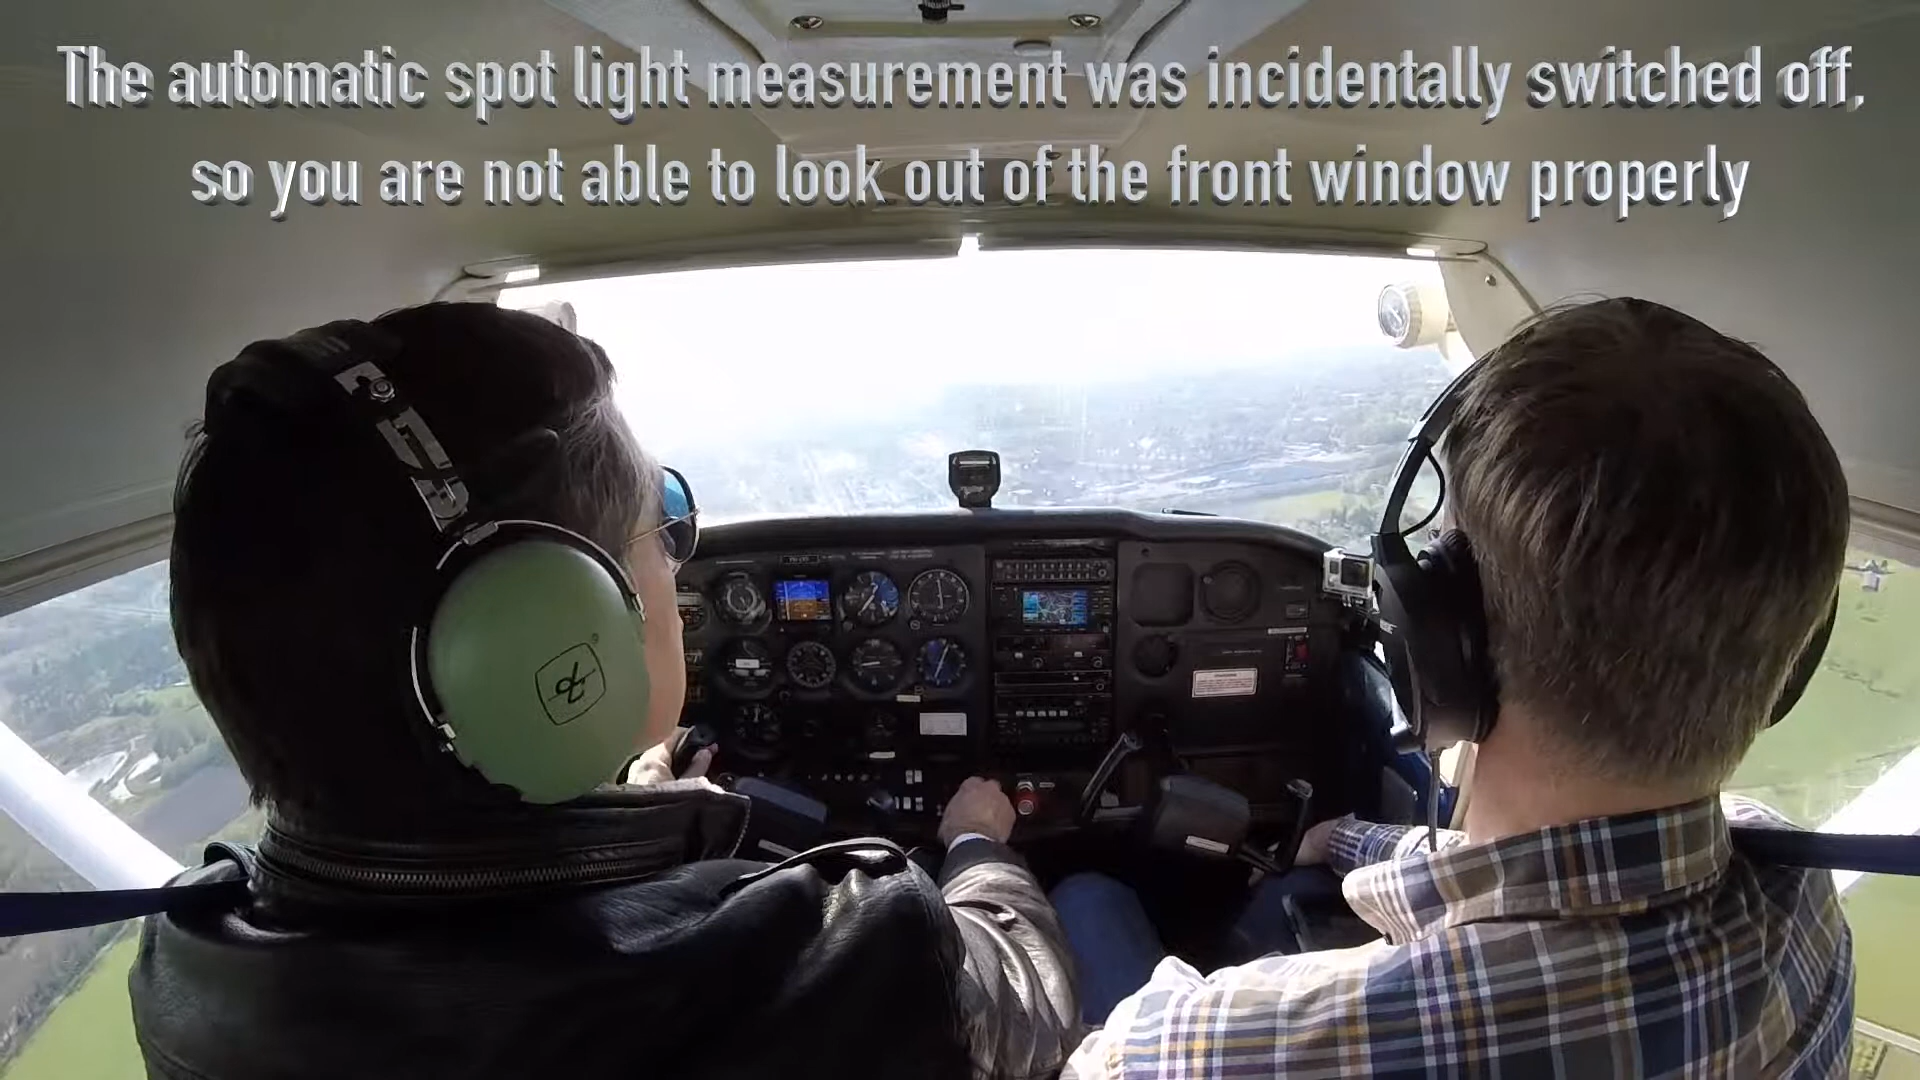 The automatic spot light measurement was incidentally switched off,
so you are not able to look out of the front window properly